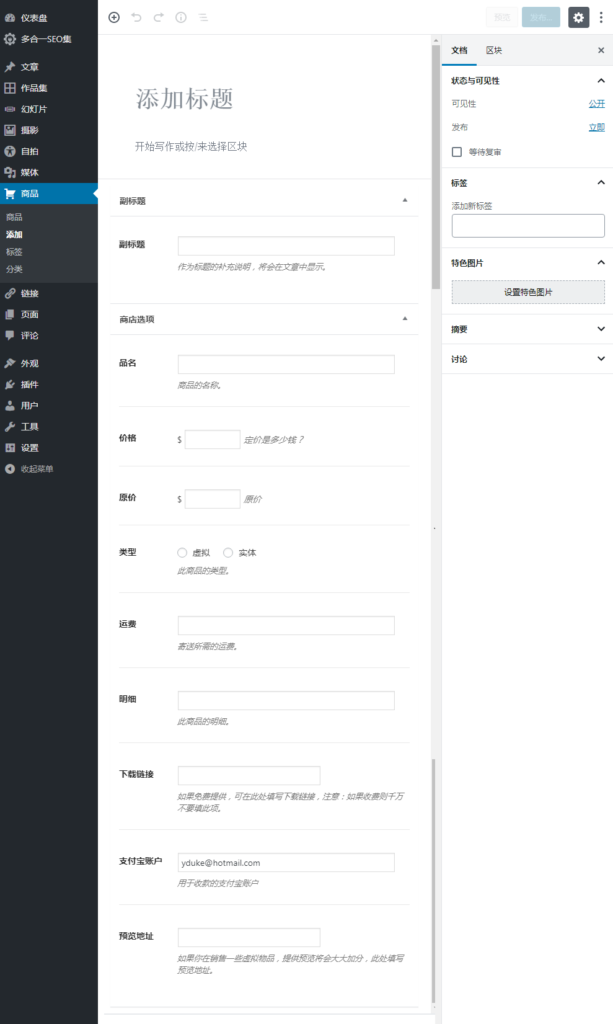 仪表盘
多合一SEO集
文章
作品集
幻灯片
摄影
自拍
媒体
商品
商品
添加
标签
分类
链接
页面
评论
外观
插件
用户
工具
设置
收起菜单
预览
发布...
添加标题
开始写作或按/来选择区块
副标题
副标题
作为标题的补充说明，将会在文章中显示。
商店选项
品名
商品的名称。
价格
$ 定价是多少钱？
原价
$ 原价
类型
虚拟 实体
此商品的类型。
运费
寄送所需的运费。
明细
此商品的明细。
下载链接
如果免费提供，可在此处填写下载链接，注意：如果收费则千万
不要填此项。
支付宝账户
yduke@hotmail.com
用于收款的支付宝账户
预览地址
如果你在销售一些虚拟物品，提供预览将会大大加分，此处填写
预览地址。
文档 区块
状态与可见性
可见性 公开
发布 立即
等待复审
标签
添加新标签
特色图片
设置特色图片
摘要
讨论